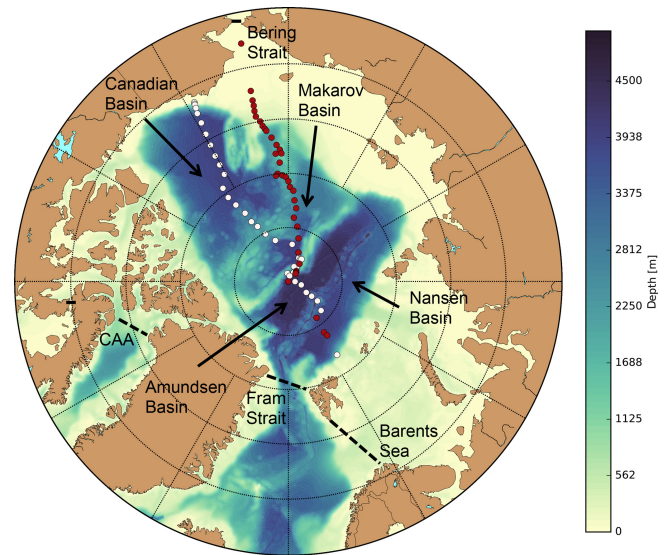 Bering
Strait
Canadian
Basin
Makarov
Basin
Nansen
Basin
CAA
Amundsen
Basin
Fram
Strait
Barents
Sea
4500
3938
3375
2812
2250
1688
1125
562
0
Depth [m]